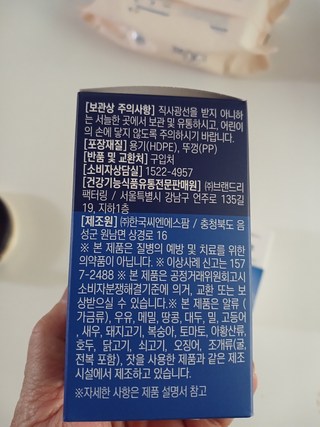 [보관상 주의사항] 직사광선을 받지 아니하
는 서늘한 곳에서 보관 및 유통하시고, 어린이
의 손에 닿지 않도록 주의하시기 바랍니다.
[포장재질] 용기(HDPE), 뚜껑(PP)
[반품 및 교환처] 구입처
[소비자상담실] 1522-4957
[건강기능식품유통전문판매원] ㈜브랜드리
팩터링 / 서울특별시 강남구 언주로 135길
19, 지하1층
[제조원] ㈜한국씨엔에스팜 / 충청북도 음
성군 원남면 상경로 16
※ 본 제품은 질병의 예방 및 치료를 위한
의약품이 아닙니다. ※ 이상사례 신고는 157
7-2488 ※ 본 제품은 공정거래위원회고시
소비자분쟁해결기준에 의거, 교환 또는 보
상받으실 수 있습니다.※ 본 제품은 알류 (
가금류), 우유, 메밀, 땅콩, 대두, 밀, 고등어
, 새우, 돼지고기, 복숭아, 토마토, 아황산류,
호두, 닭고기, 쇠고기, 오징어, 조개류(굴,
전복 포함), 잣을 사용한 제품과 같은 제조
시설에서 제조하고 있습니다.
※자세한 사항은 제품 설명서 참고